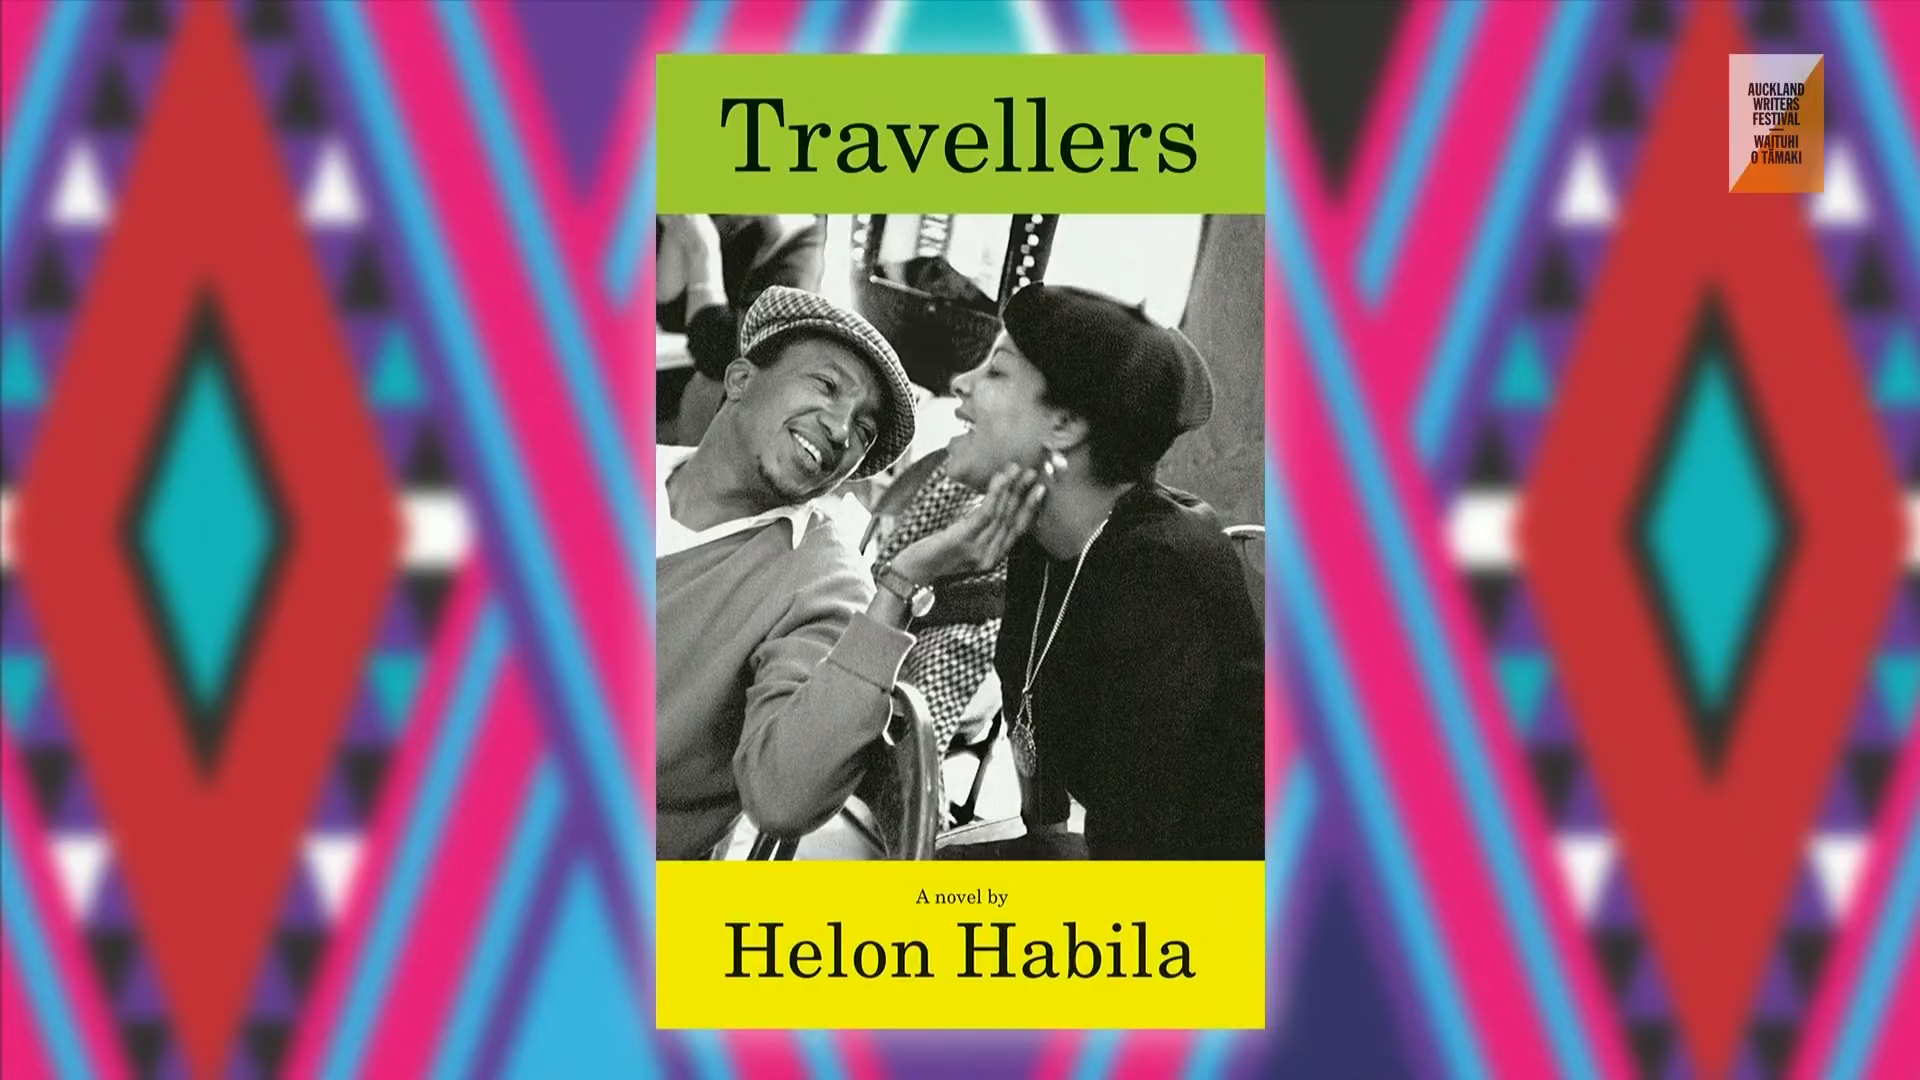 Travellers
A novel by
Helon Habila
AUCKLAND
WRITERS
FESTIVAL
WAITUHI
O TĀMAKI